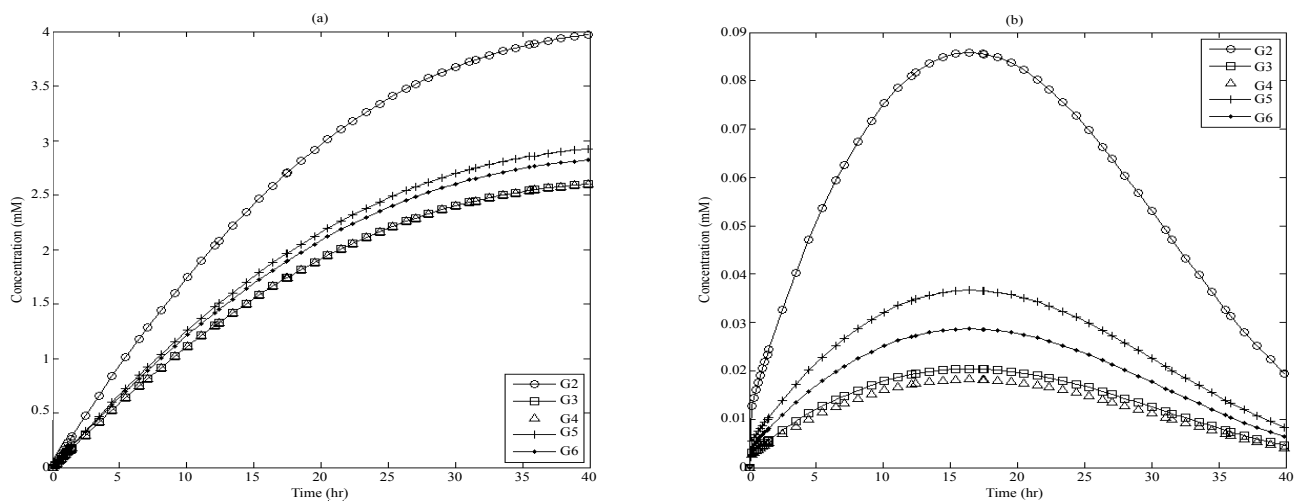 (a)
4
3.5
3
2.5
2
1.5
1
0.5
0
Concentration (mM)
0 5 10 15 20 25 30 35 40
Time (hr)
G2
G3
G4
G5
G6
(b)
0.09
0.08
0.07
0.06
0.05
0.04
0.03
0.02
0.01
0
Concentration (mM)
0 5 10 15 20 25 30 35 40
Time (hr)
G2
G3
G4
G5
G6